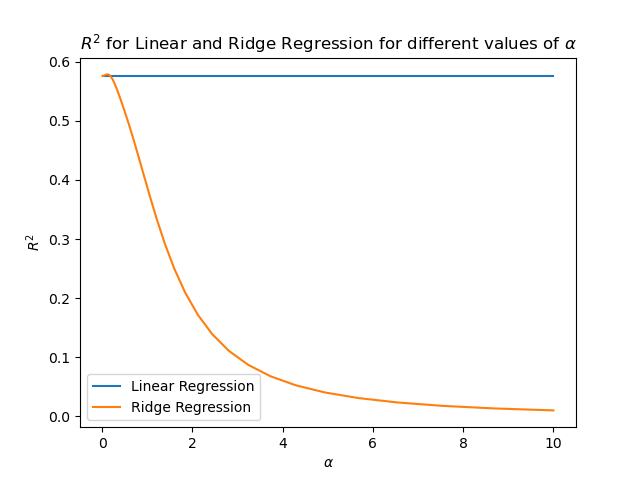 R² for Linear and Ridge Regression for different values of α
0.6
0.5
0.4
0.3
0.2
0.1
0.0
R²
Linear Regression
Ridge Regression
0 2 4 6 8 10
α